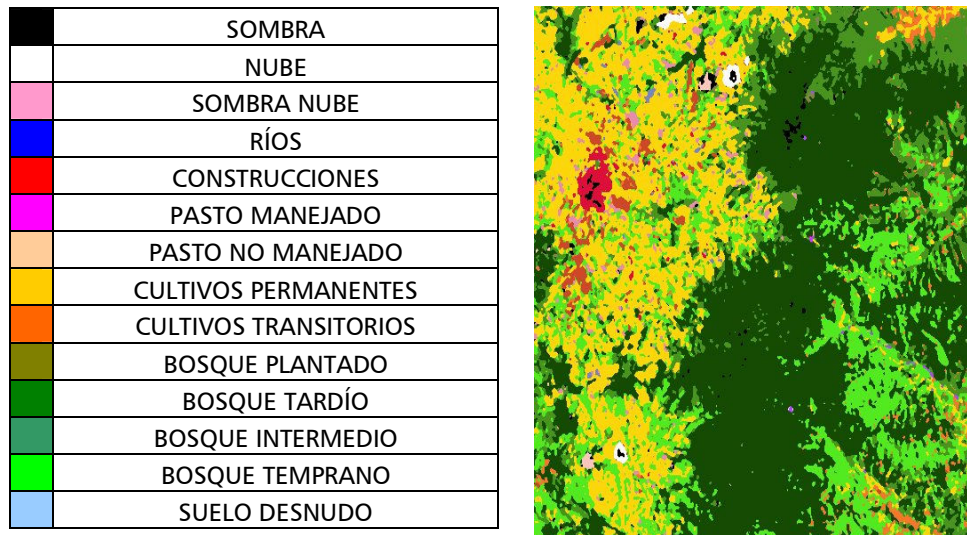 SOMBRA
NUBE
SOMBRA NUBE
RÍOS
CONSTRUCCIONES
PASTO MANEJADO
PASTO NO MANEJADO
CULTIVOS PERMANENTES
CULTIVOS TRANSITORIOS
BOSQUE PLANTADO
BOSQUE TARDÍO
BOSQUE INTERMEDIO
BOSQUE TEMPRANO
SUELO DESNUDO